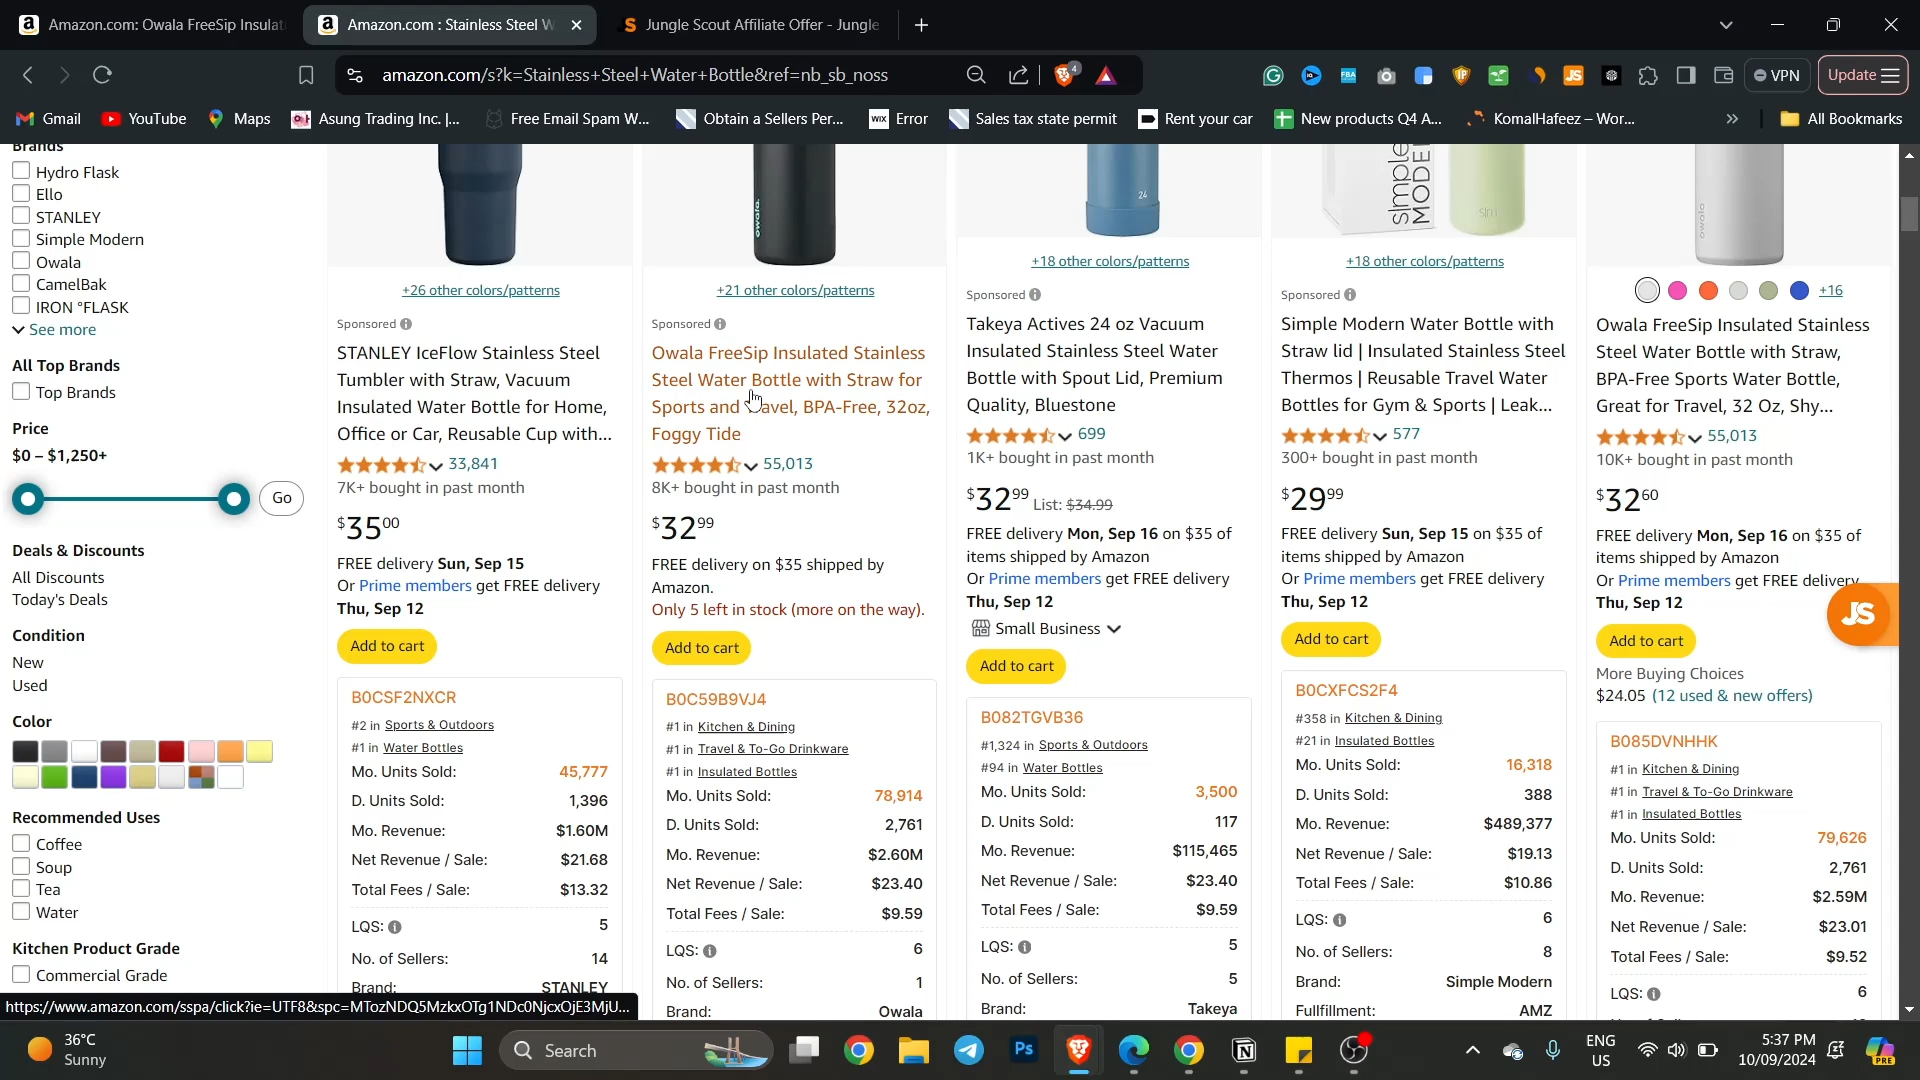 Amazon.com: Owala FreeSip Insulat
Amazon.com : Stainless Steel W
Jungle Scout Affiliate Offer - Jungle
amazon.com/s?k=Stainless+Steel+Water+Bottle&ref=nb_sb_noss
4
FBA
JS
VPN
Update
Gmail
YouTube
Maps
Asung Trading Inc. |...
Free Email Spam W...
Obtain a Sellers Per...
WIX Error
Sales tax state permit
Rent your car
New products Q4 A...
KomalHafeez – Wor...
All Bookmarks
Brands
Hydro Flask
Ello
STANLEY
Simple Modern
Owala
CamelBak
IRON °FLASK
See more
All Top Brands
Top Brands
Price
$0 – $1,250+
Go
Deals & Discounts
All Discounts
Today's Deals
Condition
New
Used
Color
Recommended Uses
Coffee
Soup
Tea
Water
Kitchen Product Grade
Commercial Grade
+26 other colors/patterns
Sponsored
STANLEY IceFlow Stainless Steel
Tumbler with Straw, Vacuum
Insulated Water Bottle for Home,
Office or Car, Reusable Cup with...
33,841
7K+ bought in past month
$35 00
FREE delivery Sun, Sep 15
Or Prime members get FREE delivery
Thu, Sep 12
Add to cart
B0CSF2NXCR
#2 in Sports & Outdoors
#1 in Water Bottles
Mo. Units Sold: 45,777
D. Units Sold: 1,396
Mo. Revenue: $1.60M
Net Revenue / Sale: $21.68
Total Fees / Sale: $13.32
LQS: 5
No. of Sellers: 14
Brand: STANLEY
owala.
+21 other colors/patterns
Sponsored
Owala FreeSip Insulated Stainless
Steel Water Bottle with Straw for
Sports and Travel, BPA-Free, 32oz,
Foggy Tide
55,013
8K+ bought in past month
$32 99
FREE delivery on $35 shipped by
Amazon.
Only 5 left in stock (more on the way).
Add to cart
B0C59B9VJ4
#1 in Kitchen & Dining
#1 in Travel & To-Go Drinkware
#1 in Insulated Bottles
Mo. Units Sold: 78,914
D. Units Sold: 2,761
Mo. Revenue: $2.60M
Net Revenue / Sale: $23.40
Total Fees / Sale: $9.59
LQS: 6
No. of Sellers: 1
Brand: Owala
24
+18 other colors/patterns
Sponsored
Takeya Actives 24 oz Vacuum
Insulated Stainless Steel Water
Bottle with Spout Lid, Premium
Quality, Bluestone
699
1K+ bought in past month
$32 99 List: $34.99
FREE delivery Mon, Sep 16 on $35 of
items shipped by Amazon
Or Prime members get FREE delivery
Thu, Sep 12
Small Business
Add to cart
B082TGVB36
#1,324 in Sports & Outdoors
#94 in Water Bottles
Mo. Units Sold: 3,500
D. Units Sold: 117
Mo. Revenue: $115,465
Net Revenue / Sale: $23.40
Total Fees / Sale: $9.59
LQS: 5
No. of Sellers: 5
Brand: Takeya
+18 other colors/patterns
Sponsored
Simple Modern Water Bottle with
Straw lid | Insulated Stainless Steel
Thermos | Reusable Travel Water
Bottles for Gym & Sports | Leak...
577
300+ bought in past month
$29 99
FREE delivery Sun, Sep 15 on $35 of
items shipped by Amazon
Or Prime members get FREE delivery
Thu, Sep 12
Add to cart
B0CXFCS2F4
#358 in Kitchen & Dining
#21 in Insulated Bottles
Mo. Units Sold: 16,318
D. Units Sold: 388
Mo. Revenue: $489,377
Net Revenue / Sale: $19.13
Total Fees / Sale: $10.86
LQS: 6
No. of Sellers: 8
Brand: Simple Modern
Fullfillment: AMZ
owala
+16
Owala FreeSip Insulated Stainless
Steel Water Bottle with Straw,
BPA-Free Sports Water Bottle,
Great for Travel, 32 Oz, Shy...
55,013
10K+ bought in past month
$32 60
FREE delivery Mon, Sep 16 on $35 of
items shipped by Amazon
Or Prime members get FREE delivery
Thu, Sep 12
Add to cart
More Buying Choices
$24.05 (12 used & new offers)
B085DVNHHK
#1 in Kitchen & Dining
#1 in Travel & To-Go Drinkware
#1 in Insulated Bottles
Mo. Units Sold: 79,626
D. Units Sold: 2,761
Mo. Revenue: $2.59M
Net Revenue / Sale: $23.01
Total Fees / Sale: $9.52
LQS: 6
JS
https://www.amazon.com/sspa/click?ie=UTF8&spc=MTozNDQ5MzkxOTg1NDc0NjcxOjE3MjU...
36°C
Sunny
Search
Ps
ENG
US
5:37 PM
10/09/2024
PRE